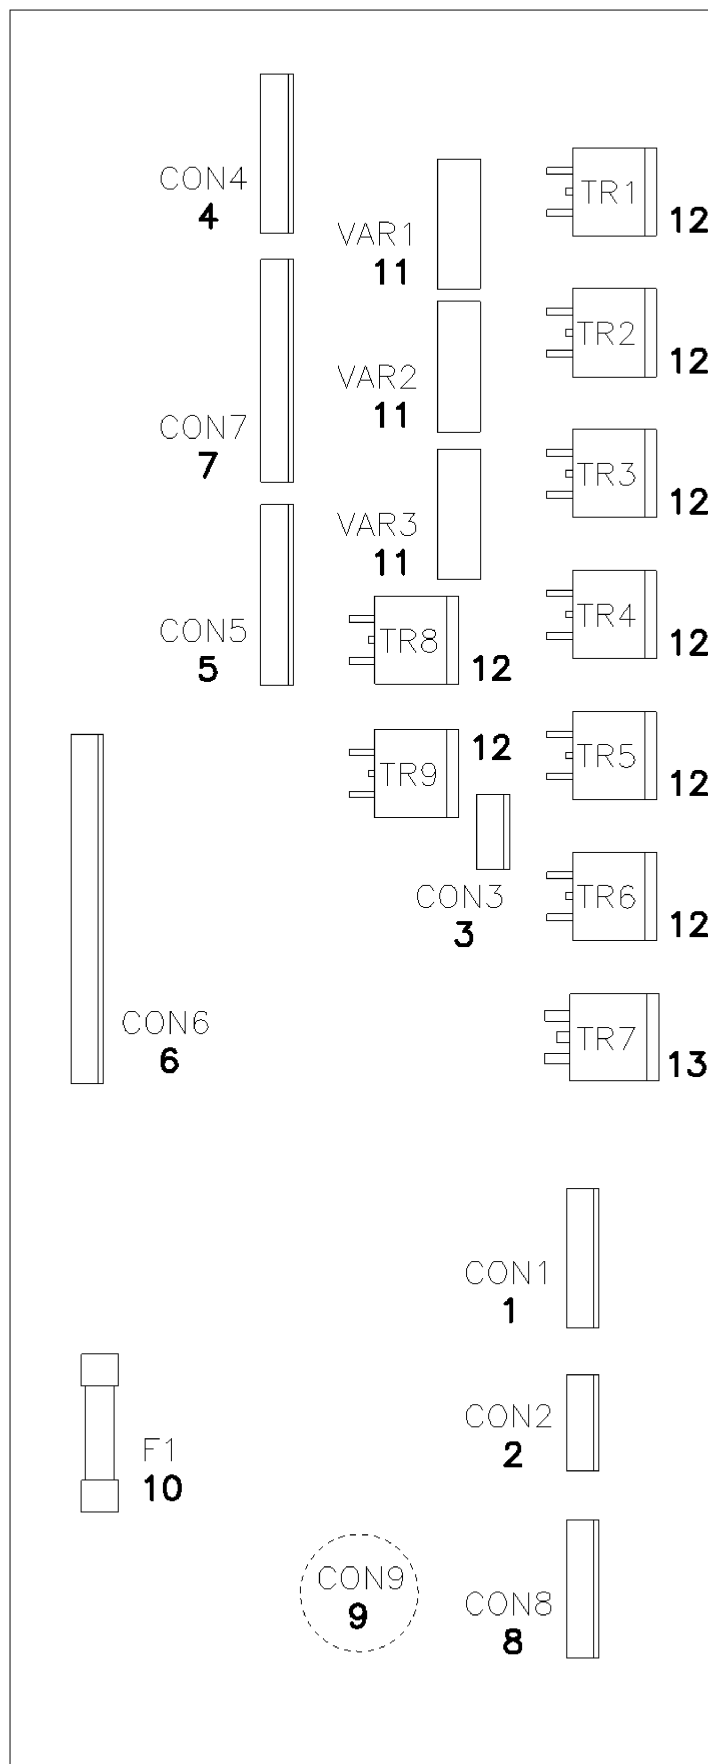 CON4
4
VAR1
11
TR1
12
TR2
12
VAR2
11
CON7
7
TR3
12
VAR3
11
CON5
5
TR8
12
TR4
12
TR9
12
TR5
12
CON3
3
TR6
12
CON6
6
TR7
13
CON1
1
CON2
2
F1
10
CON9
9
CON8
8